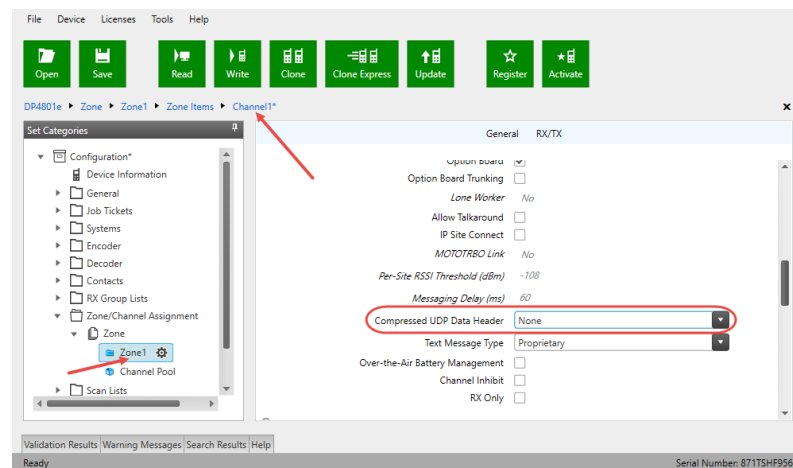 File Device Licenses Tools Help
Open Save Read Write Clone Clone Express Update Register Activate
DP4801e Zone Zone1 Zone Items Channel1*
Set Categories
General RX/TX
Configuration*
Device Information
General
Job Tickets
Systems
Encoder
Decoder
Contacts
RX Group Lists
Zone/Channel Assignment
Zone
Zone1
Channel Pool
Scan Lists
Option Board
Option Board Trunking
Lone Worker No
Allow Talkaround
IP Site Connect
MOTOTRBO Link No
Per-Site RSSI Threshold (dBm) -108
Messaging Delay (ms) 60
Compressed UDP Data Header None
Text Message Type Proprietary
Over-the-Air Battery Management
Channel Inhibit
RX Only
Validation Results Warning Messages Search Results Help
Ready Serial Number: 871TSHF956